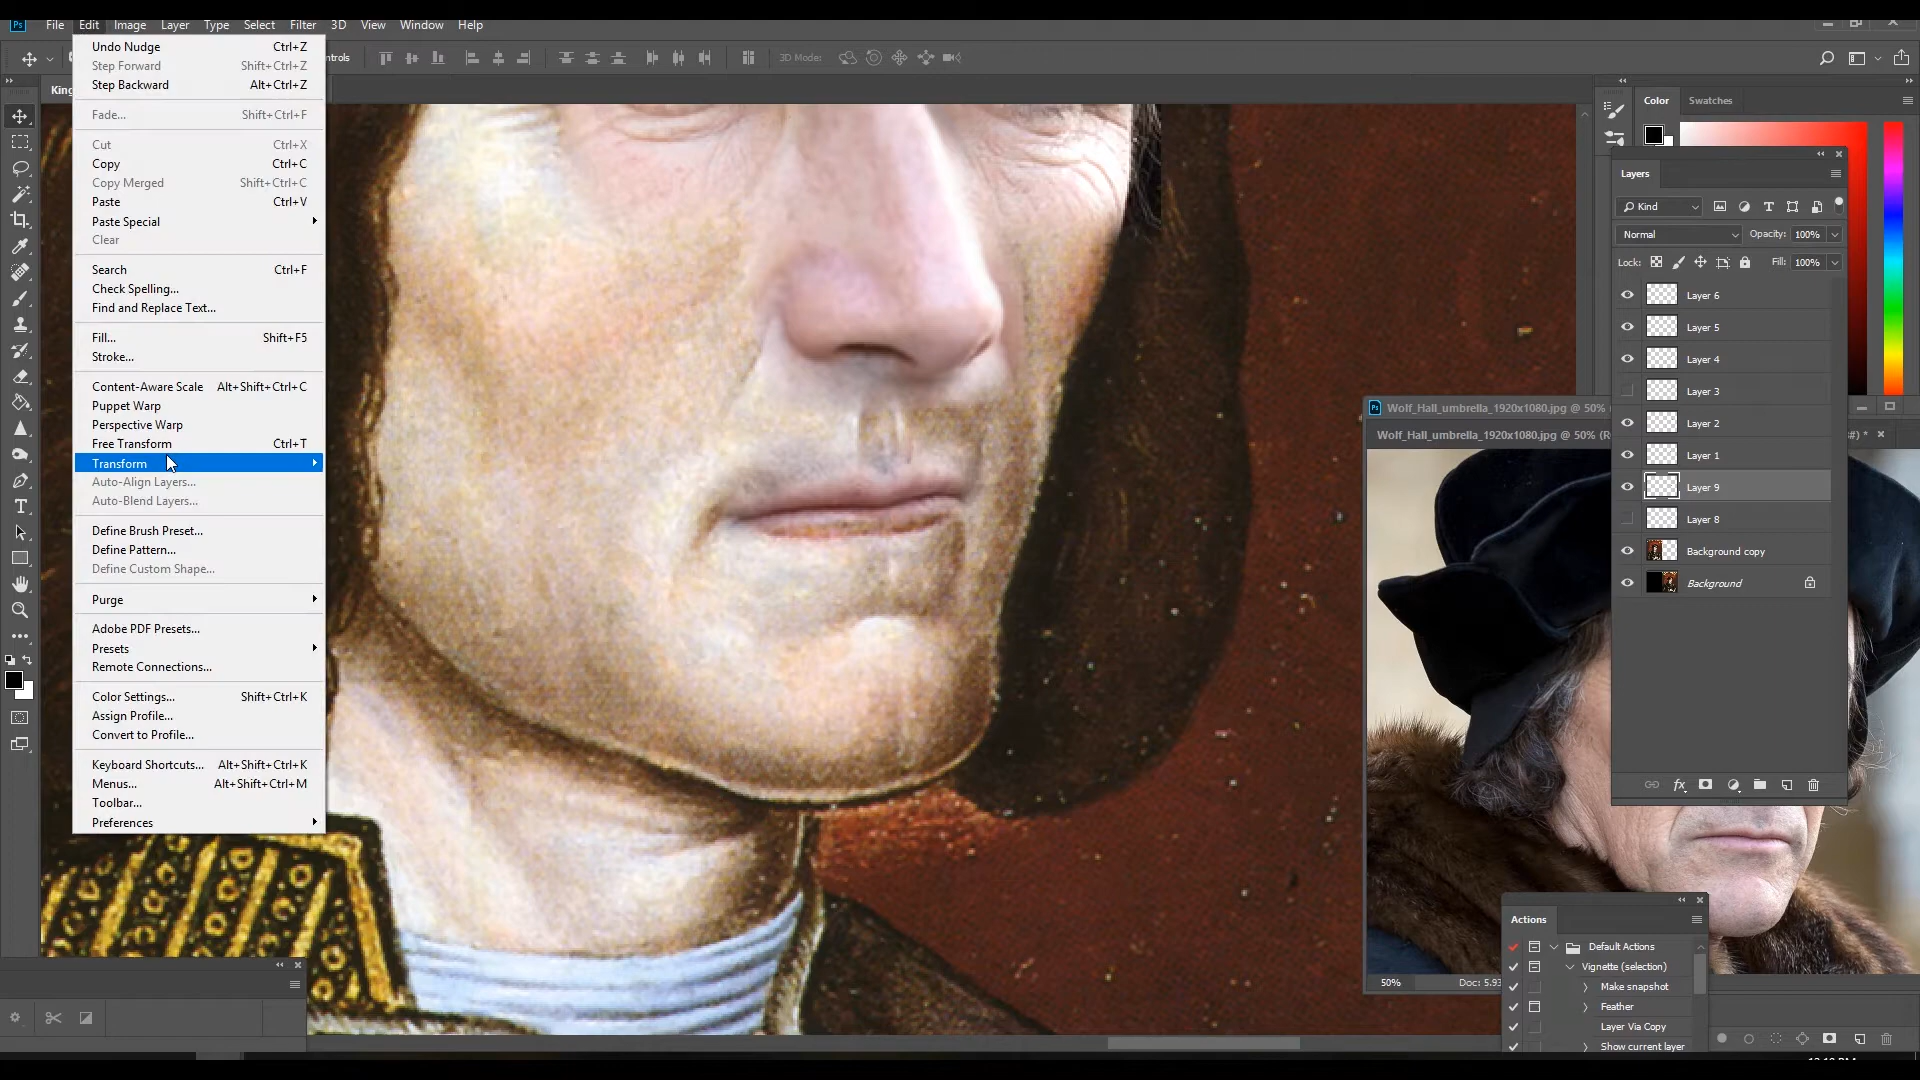 Ps File Edit Image Layer Type Select Filter 3D View Window Help
Undo Nudge Ctrl+Z
Step Forward Shift+Ctrl+Z
Step Backward Alt+Ctrl+Z
Fade... Shift+Ctrl+F
Cut Ctrl+X
Copy Ctrl+C
Copy Merged Shift+Ctrl+C
Paste Ctrl+V
Paste Special
Clear
Search Ctrl+F
Check Spelling...
Find and Replace Text...
Fill... Shift+F5
Stroke...
Content-Aware Scale Alt+Shift+Ctrl+C
Puppet Warp
Perspective Warp
Free Transform Ctrl+T
Transform
Auto-Align Layers...
Auto-Blend Layers...
Define Brush Preset...
Define Pattern...
Define Custom Shape...
Purge
Adobe PDF Presets...
Presets
Remote Connections...
Color Settings... Shift+Ctrl+K
Assign Profile...
Convert to Profile...
Keyboard Shortcuts... Alt+Shift+Ctrl+K
Menus... Alt+Shift+Ctrl+M
Toolbar...
Preferences
ntrols
3D Mode:
King
Color Swatches
Layers
Kind
Normal Opacity: 100%
Lock: Fill: 100%
Layer 6
Layer 5
Layer 4
Layer 3
Layer 2
Layer 1
Layer 9
Layer 8
Background copy
Background
fx
Ps Wolf_Hall_umbrella_1920x1080.jpg @ 50%
Wolf_Hall_umbrella_1920x1080.jpg @ 50% (R #) *
50% Doc: 5.93
Actions
Default Actions
Vignette (selection)
Make snapshot
Feather
Layer Via Copy
Show current layer